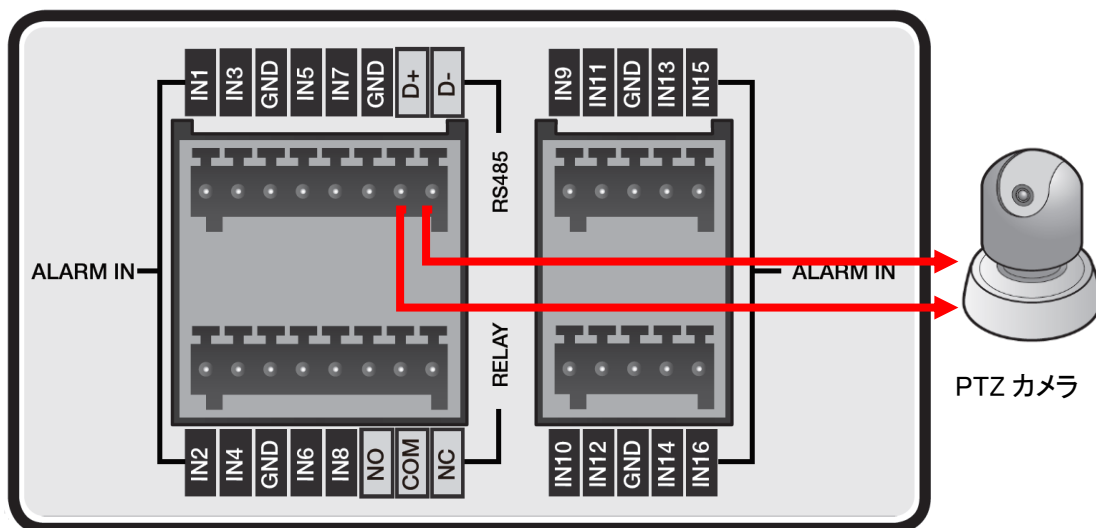 IN1 IN3 GND IN5 IN7 GND D+ D-
IN9 IN11 GND IN13 IN15
RS485
ALARM IN
ALARM IN
RELAY
PTZ カメラ
IN2 IN4 GND IN6 IN8 NO COM NC
IN10 IN12 GND IN14 IN16